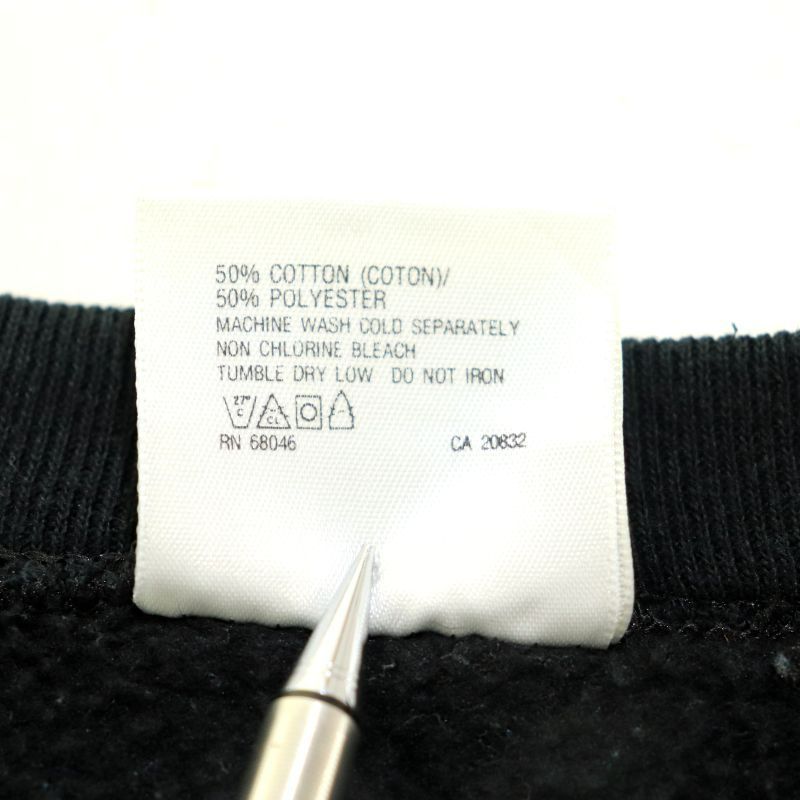 50% COTTON (COTON)/
50% POLYESTER
MACHINE WASH COLD SEPARATELY
NON CHLORINE BLEACH
TUMBLE DRY LOW DO NOT IRON
27° C CL
RN 68046 CA 20832